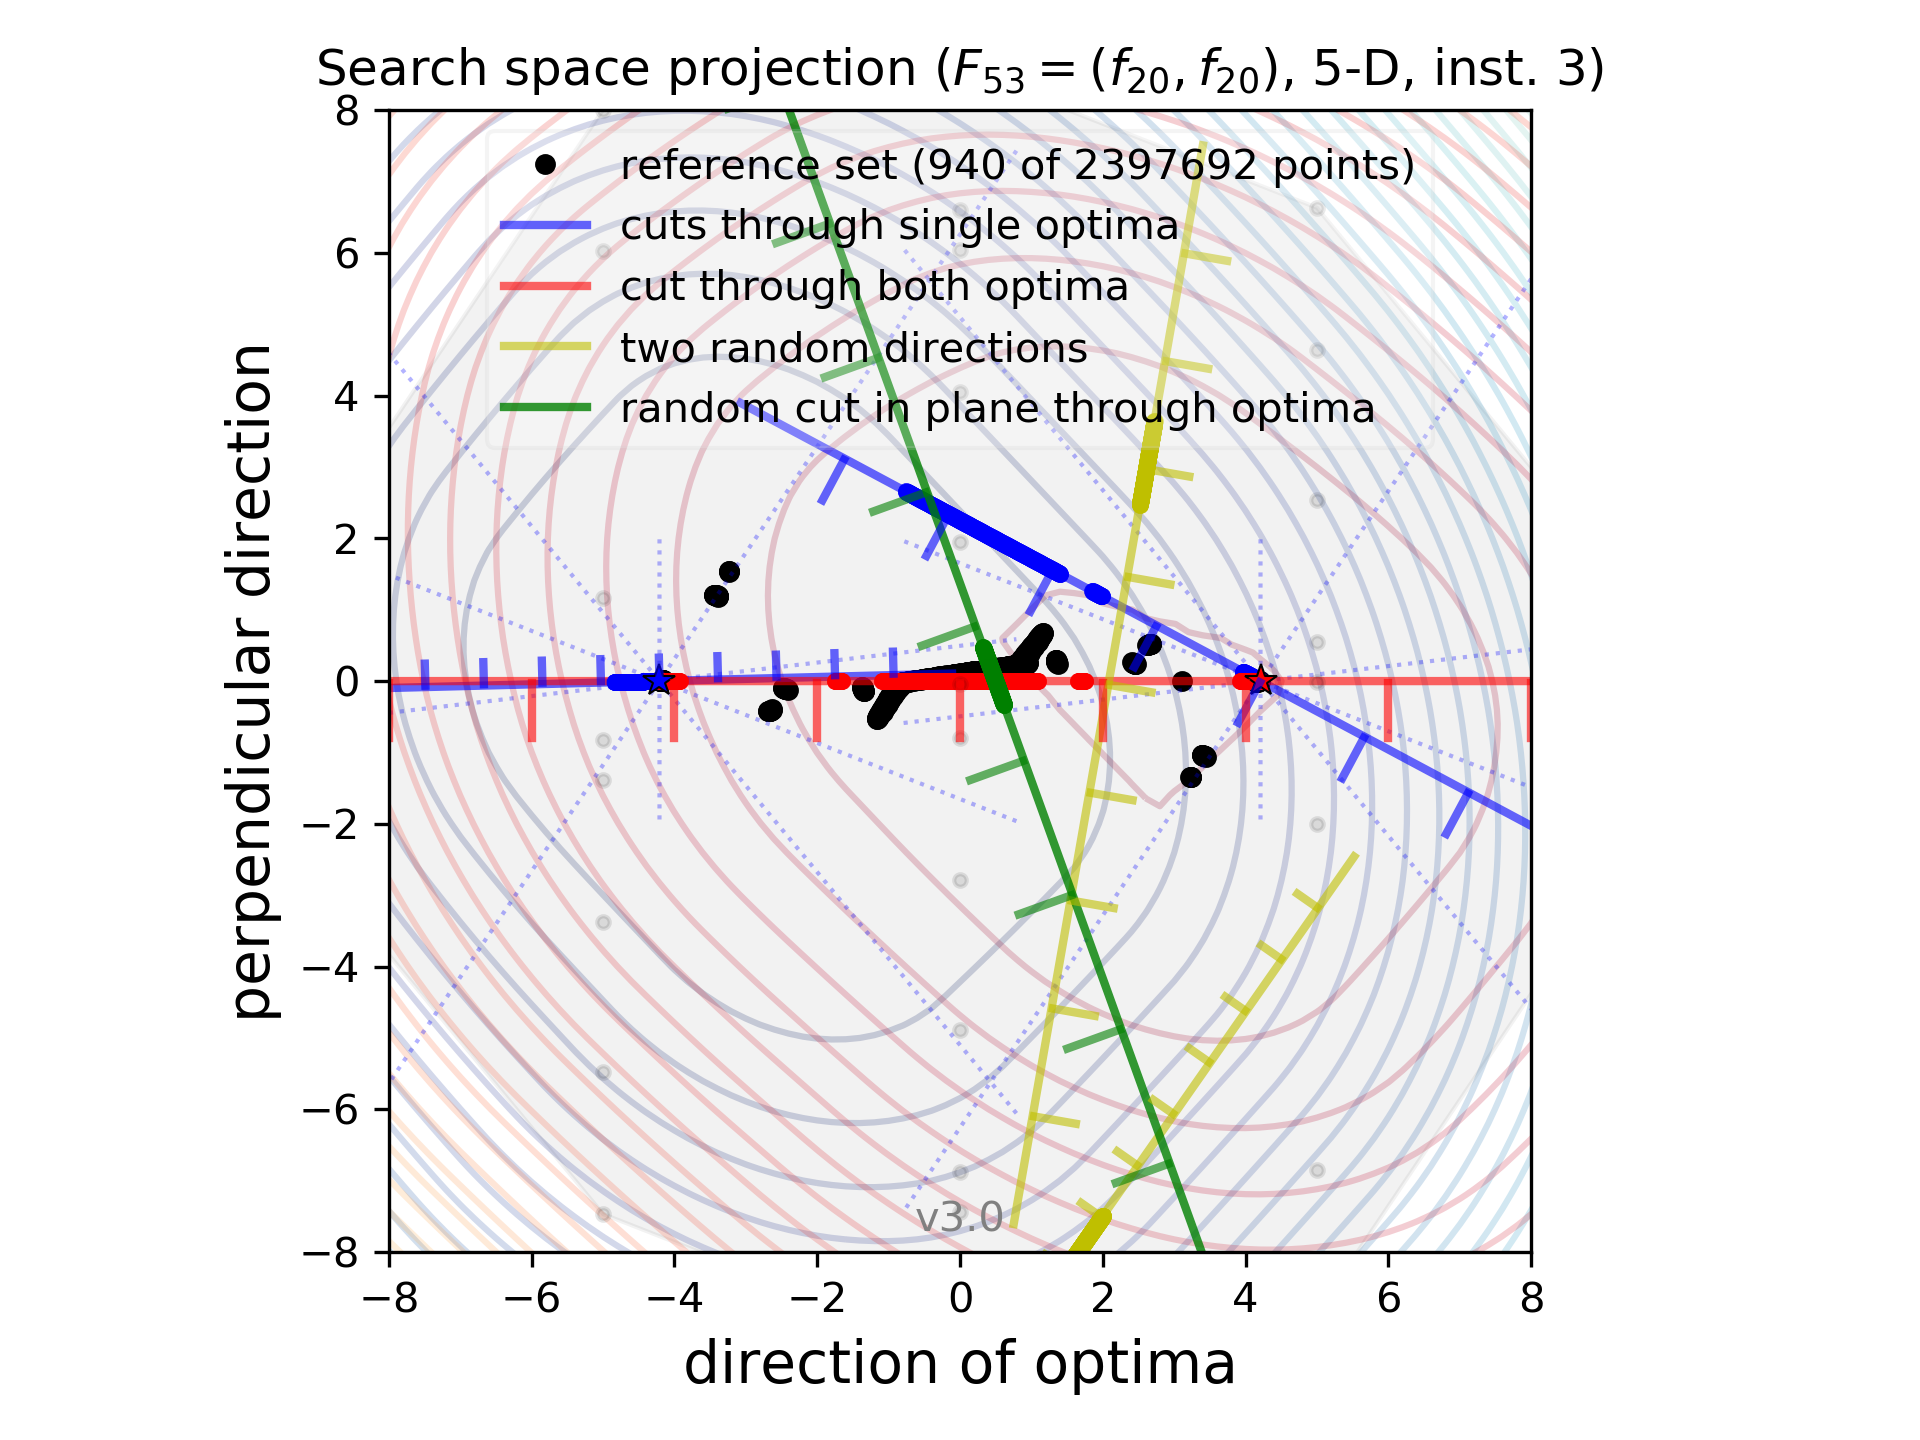 Search space projection (F₅₃ = (f₂₀, f₂₀), 5-D, inst. 3)
reference set (940 of 2397692 points)
cuts through single optima
cut through both optima
two random directions
random cut in plane through optima
perpendicular direction
8
6
4
2
0
−2
−4
−6
−8
v3.0
−8 −6 −4 −2 0 2 4 6 8
direction of optima